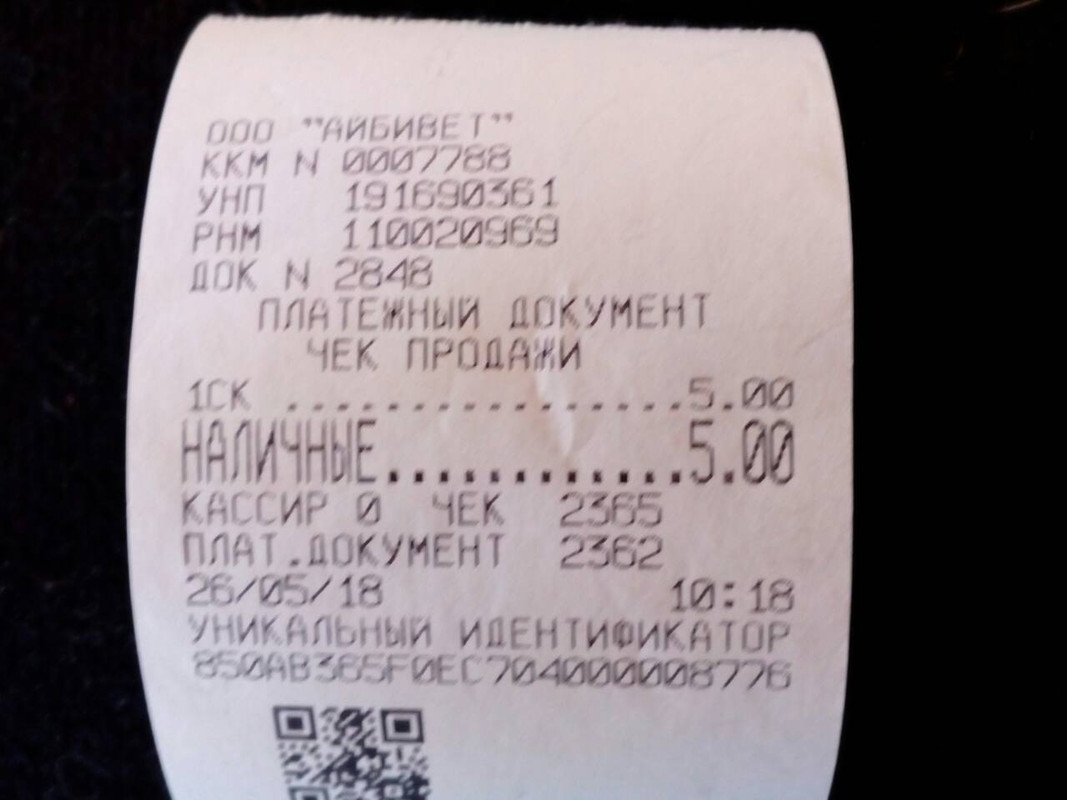 ООО "АЙБИВЕТ"
ККМ N 0007788
УНП 191690361
РНМ 110020969
ДОК N 2848
ПЛАТЕЖНЫЙ ДОКУМЕНТ
ЧЕК ПРОДАЖИ
1СК ................5.00
НАЛИЧНЫЕ............5.00
КАССИР 0 ЧЕК 2365
ПЛАТ.ДОКУМЕНТ 2362
26/05/18 10:18
УНИКАЛЬНЫЙ ИДЕНТИФИКАТОР
850AB365F0EC704000008776